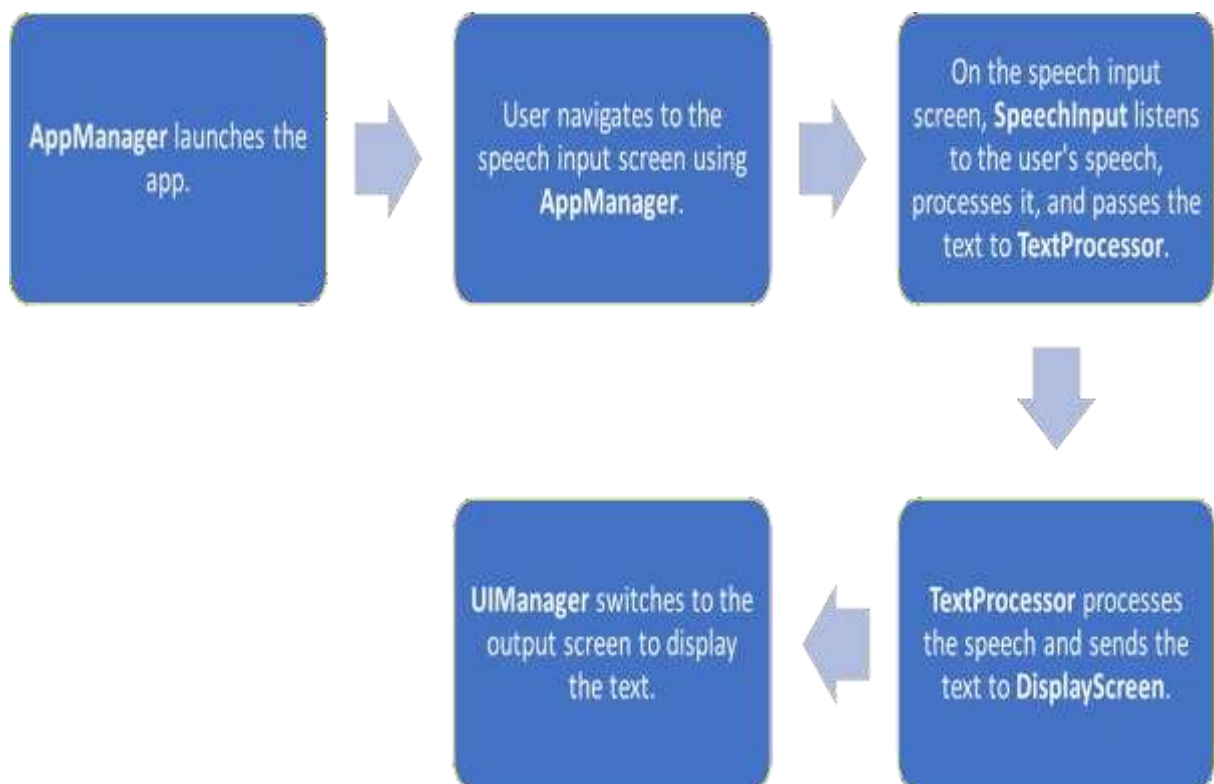 AppManager launches the
app.
User navigates to the
speech input screen using
AppManager.
On the speech input
screen, SpeechInput listens
to the user's speech,
processes it, and passes the
text to TextProcessor.
TextProcessor processes
the speech and sends the
text to DisplayScreen.
UIManager switches to the
output screen to display
the text.